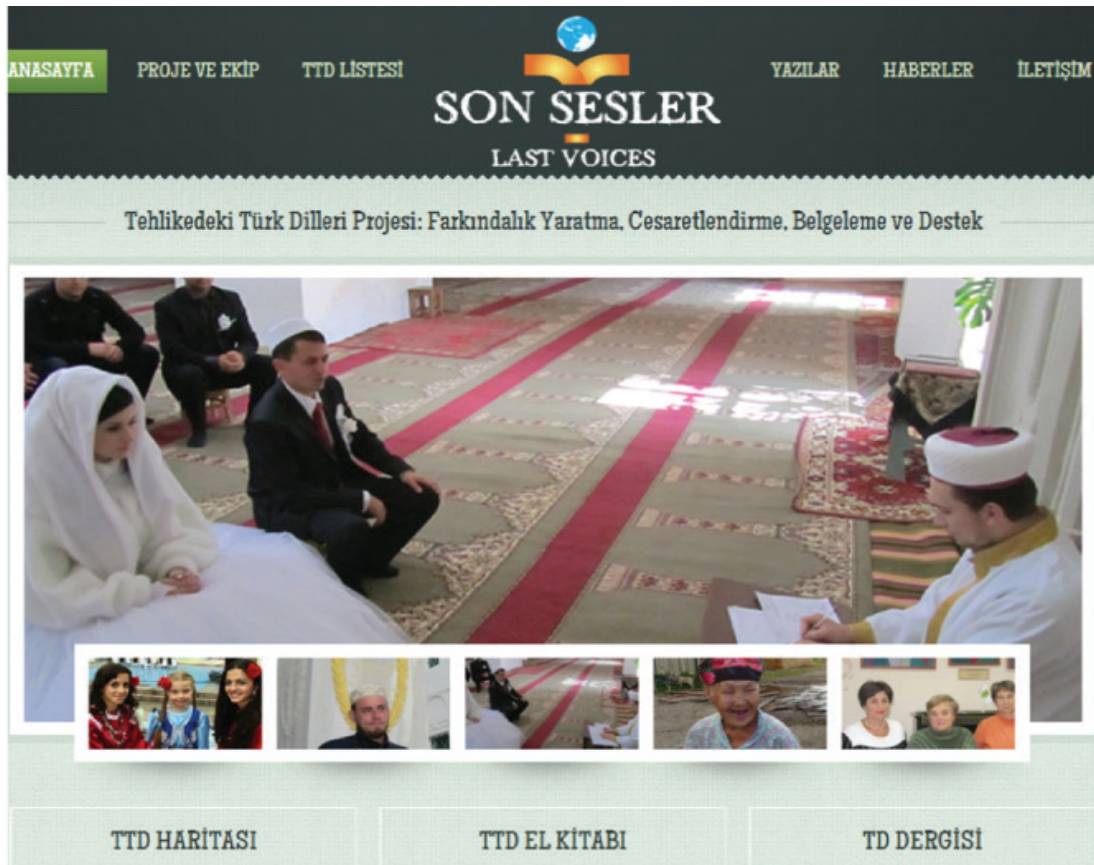 ANASAYFA PROJE VE EKİP TTD LİSTESİ YAZILAR HABERLER İLETİŞİM
SON SESLER
LAST VOICES
Tehlikedeki Türk Dilleri Projesi: Farkındalık Yaratma, Cesaretlendirme, Belgeleme ve Destek
TTD HARİTASI TTD EL KİTABI TD DERGİSİ